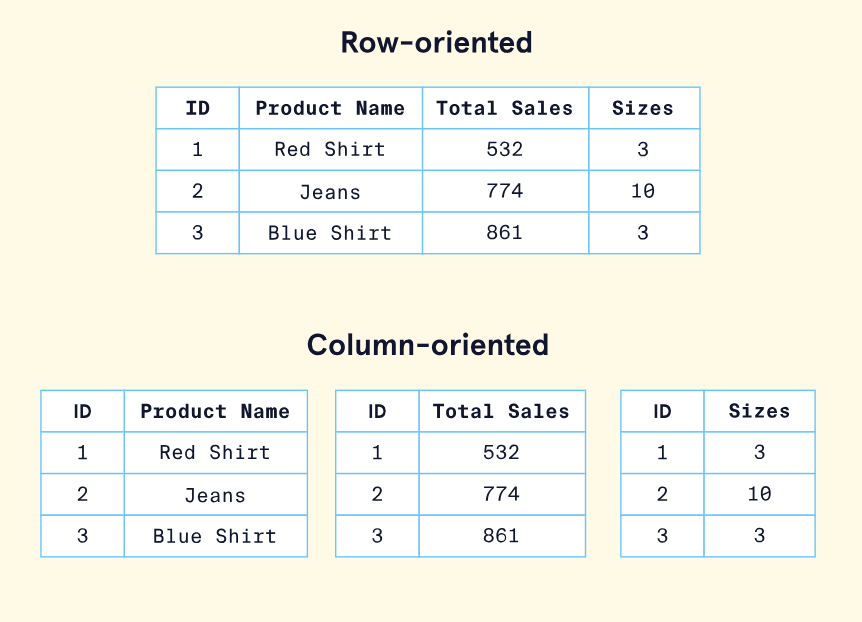 Row-oriented
ID Product Name Total Sales Sizes
1 Red Shirt 532 3
2 Jeans 774 10
3 Blue Shirt 861 3
Column-oriented
ID Product Name
1 Red Shirt
2 Jeans
3 Blue Shirt
ID Total Sales
1 532
2 774
3 861
ID Sizes
1 3
2 10
3 3